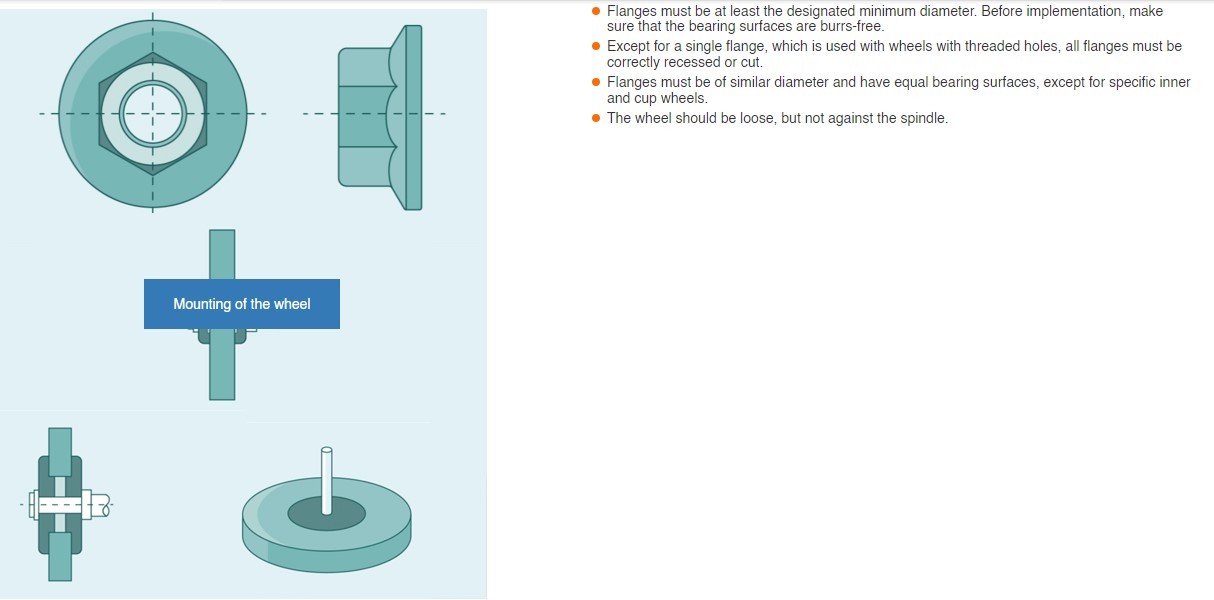 Flanges must be at least the designated minimum diameter. Before implementation, make
sure that the bearing surfaces are burrs-free.
Except for a single flange, which is used with wheels with threaded holes, all flanges must be
correctly recessed or cut.
Flanges must be of similar diameter and have equal bearing surfaces, except for specific inner
and cup wheels.
The wheel should be loose, but not against the spindle.
Mounting of the wheel